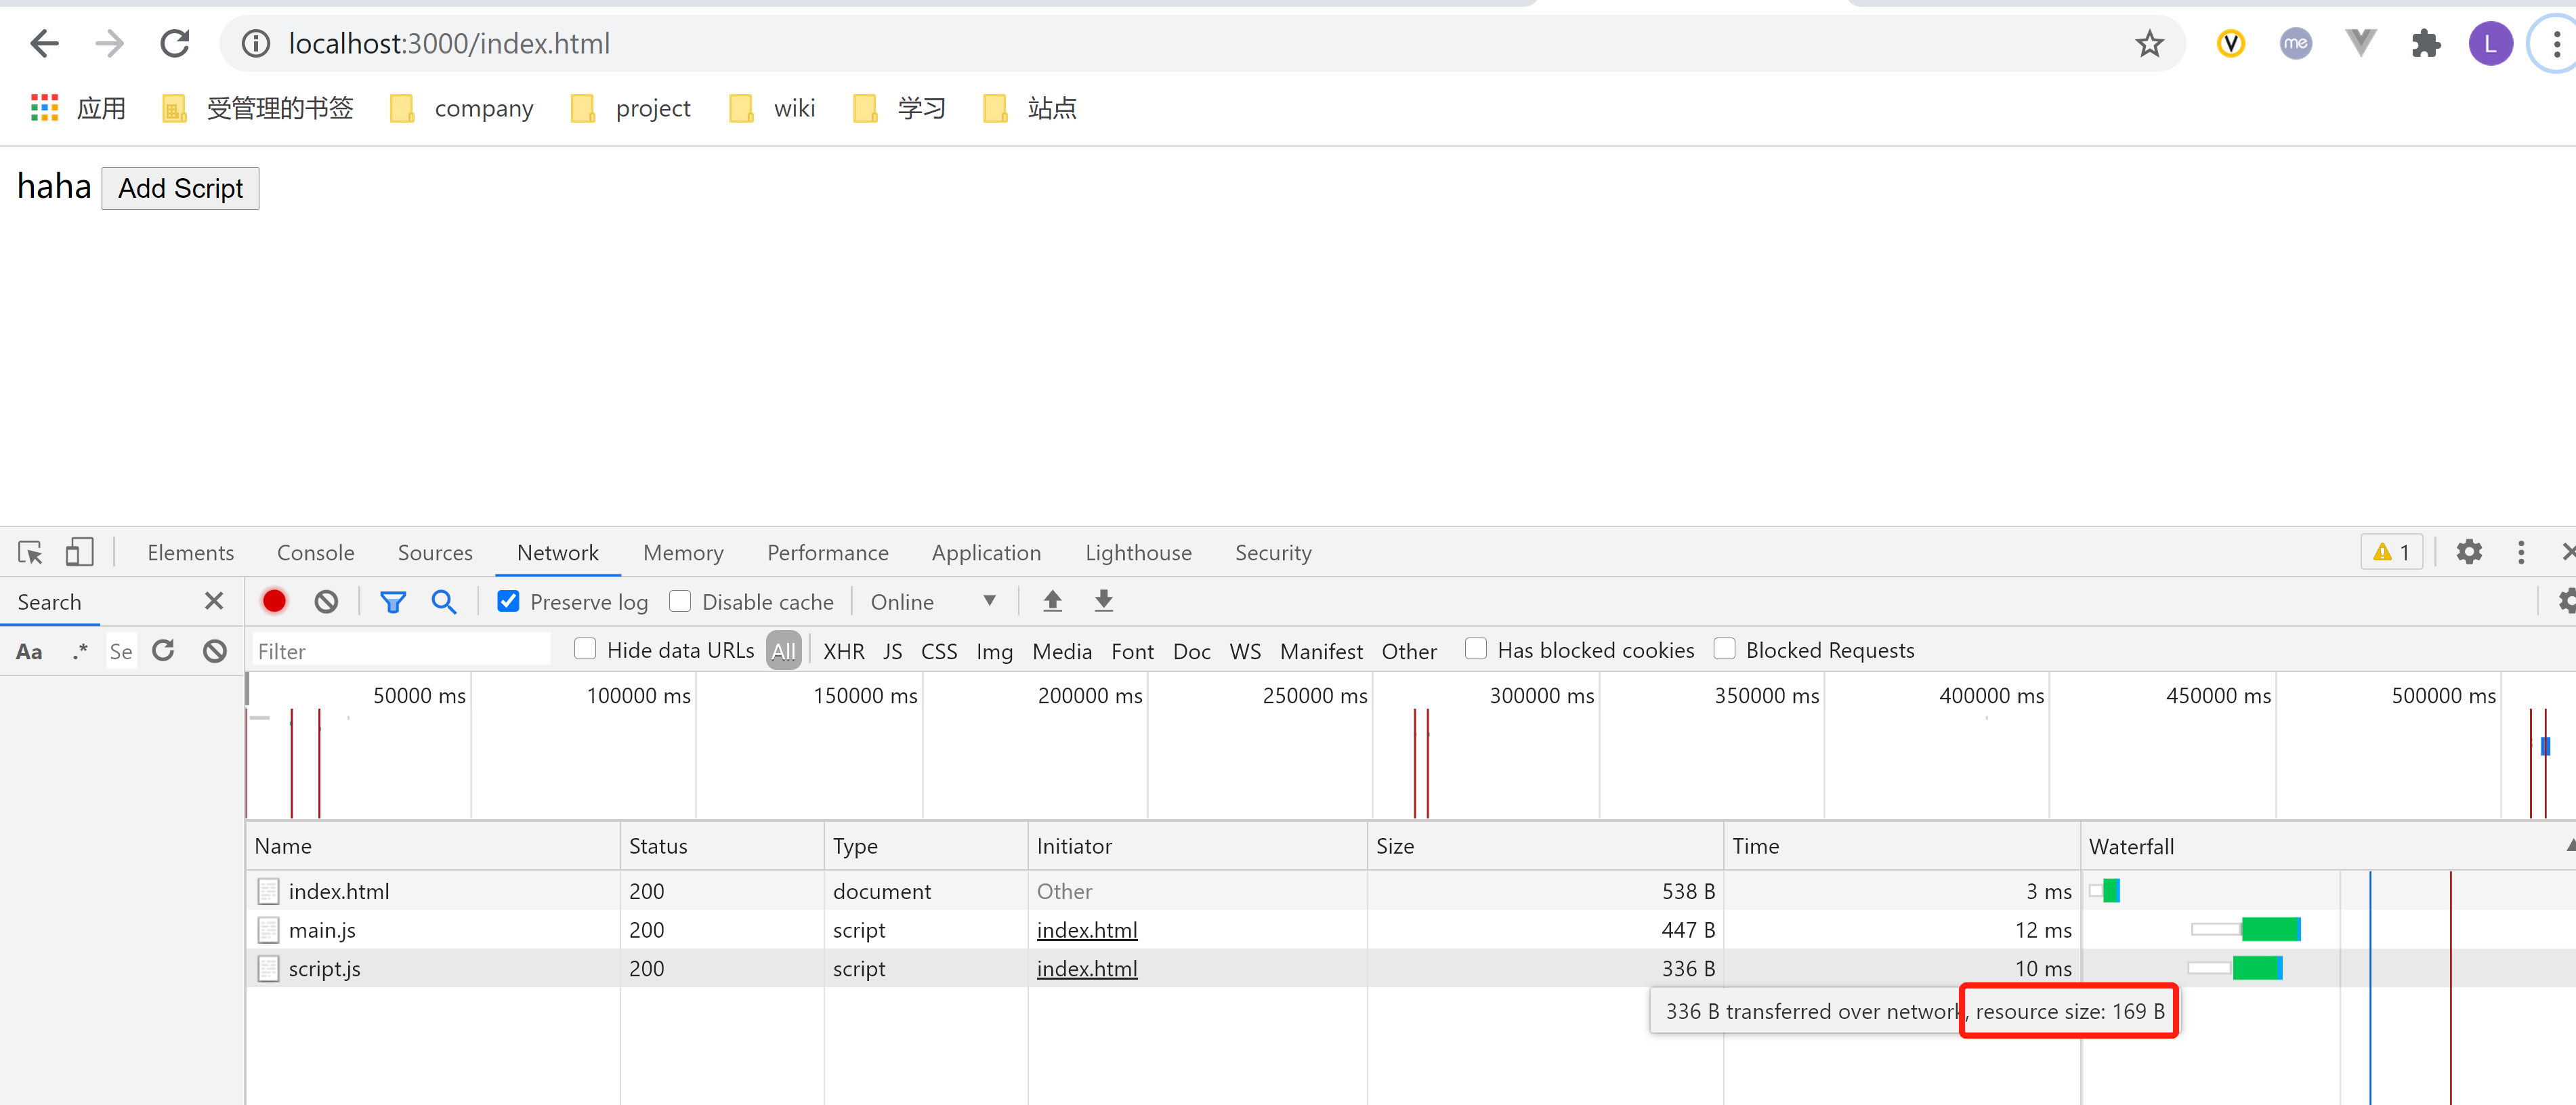 localhost:3000/index.html
me
L
应用 受管理的书签 company project wiki 学习 站点
haha Add Script
Elements Console Sources Network Memory Performance Application Lighthouse Security 1
Search Preserve log Disable cache Online
Aa .* Se Filter Hide data URLs All XHR JS CSS Img Media Font Doc WS Manifest Other Has blocked cookies Blocked Requests
50000 ms 100000 ms 150000 ms 200000 ms 250000 ms 300000 ms 350000 ms 400000 ms 450000 ms 500000 ms
Name Status Type Initiator Size Time Waterfall
index.html 200 document Other 538 B 3 ms
main.js 200 script index.html 447 B 12 ms
script.js 200 script index.html 336 B 10 ms
336 B transferred over network, resource size: 169 B